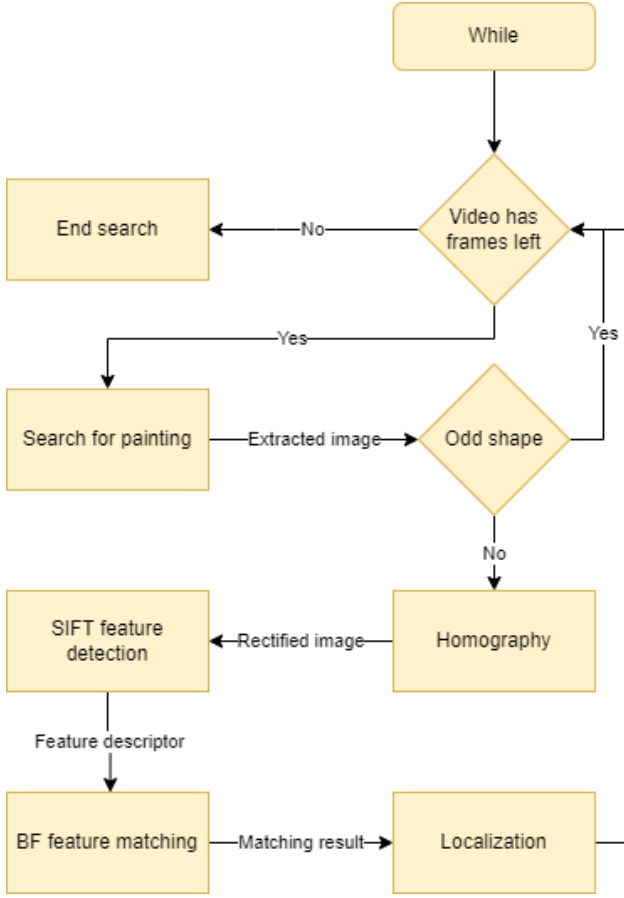 While
Video has
frames left
No
End search
Yes
Yes
Search for painting
Extracted image
Odd shape
No
SIFT feature
detection
Rectified image
Homography
Feature descriptor
BF feature matching
Matching result
Localization